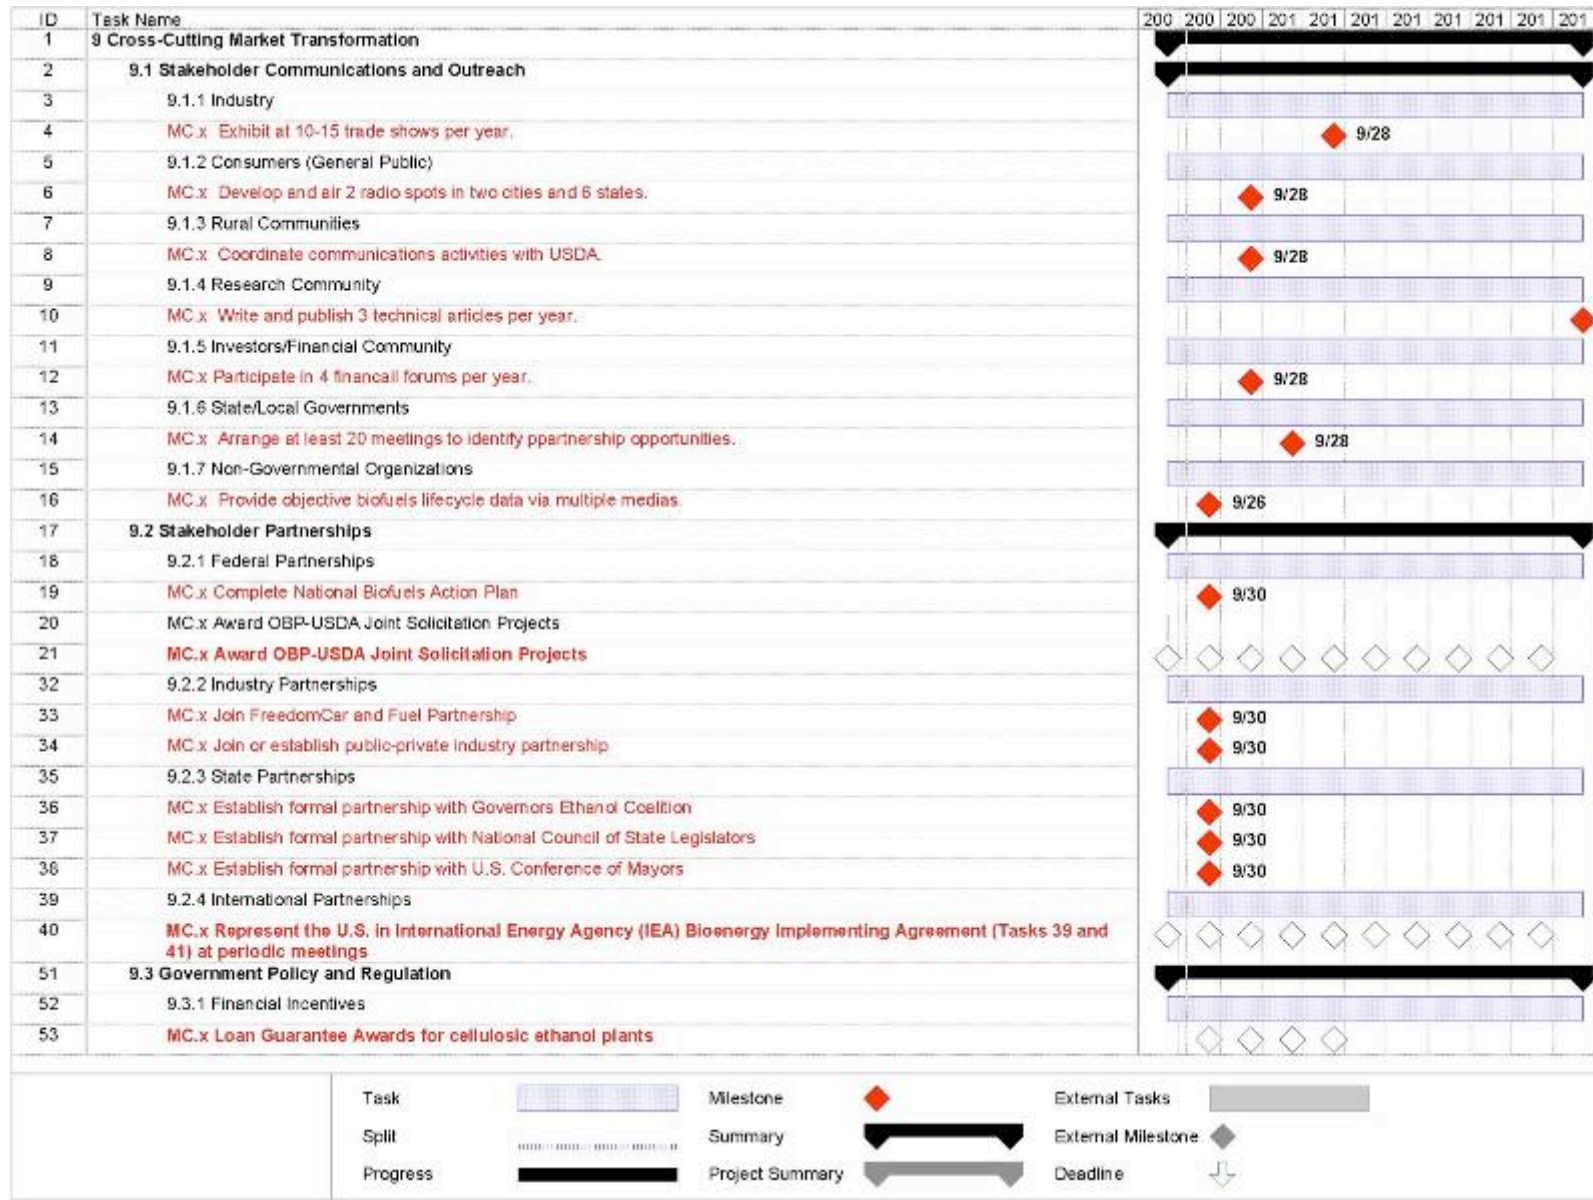 ID Task Name 200 200 200 201 201 201 201 201 201 201 201
1 9 Cross-Cutting Market Transformation
2 9.1 Stakeholder Communications and Outreach
3 9.1.1 Industry
4 MC.x Exhibit at 10-15 trade shows per year. 9/28
5 9.1.2 Consumers (General Public)
6 MC.x Develop and air 2 radio spots in two cities and 6 states. 9/28
7 9.1.3 Rural Communities
8 MC.x Coordinate communications activities with USDA. 9/28
9 9.1.4 Research Community
10 MC.x Write and publish 3 technical articles per year.
11 9.1.5 Investors/Financial Community
12 MC.x Participate in 4 financail forums per year. 9/28
13 9.1.6 State/Local Governments
14 MC.x Arrange at least 20 meetings to identify ppartnership opportunities. 9/28
15 9.1.7 Non-Governmental Organizations
16 MC.x Provide objective biofuels lifecycle data via multiple medias. 9/26
17 9.2 Stakeholder Partnerships
18 9.2.1 Federal Partnerships
19 MC.x Complete National Biofuels Action Plan 9/30
20 MC.x Award OBP-USDA Joint Solicitation Projects
21 MC.x Award OBP-USDA Joint Solicitation Projects
32 9.2.2 Industry Partnerships
33 MC.x Join FreedomCar and Fuel Partnership 9/30
34 MC.x Join or establish public-private industry partnership 9/30
35 9.2.3 State Partnerships
36 MC.x Establish formal partnership with Governors Ethanol Coalition 9/30
37 MC.x Establish formal partnership with National Council of State Legislators 9/30
38 MC.x Establish formal partnership with U.S. Conference of Mayors 9/30
39 9.2.4 International Partnerships
40 MC.x Represent the U.S. in International Energy Agency (IEA) Bioenergy Implementing Agreement (Tasks 39 and
41) at periodic meetings
51 9.3 Government Policy and Regulation
52 9.3.1 Financial Incentives
53 MC.x Loan Guarantee Awards for cellulosic ethanol plants
Task Milestone External Tasks
Split Summary External Milestone
Progress Project Summary Deadline